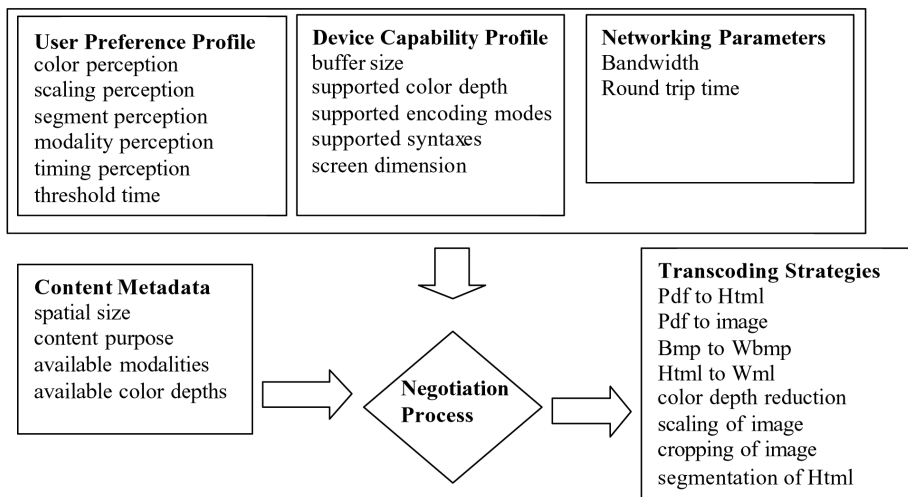 User Preference Profile
color perception
scaling perception
segment perception
modality perception
timing perception
threshold time
Device Capability Profile
buffer size
supported color depth
supported encoding modes
supported syntaxes
screen dimension
Networking Parameters
Bandwidth
Round trip time
Content Metadata
spatial size
content purpose
available modalities
available color depths
Negotiation
Process
Transcoding Strategies
Pdf to Html
Pdf to image
Bmp to Wbmp
Html to Wml
color depth reduction
scaling of image
cropping of image
segmentation of Html